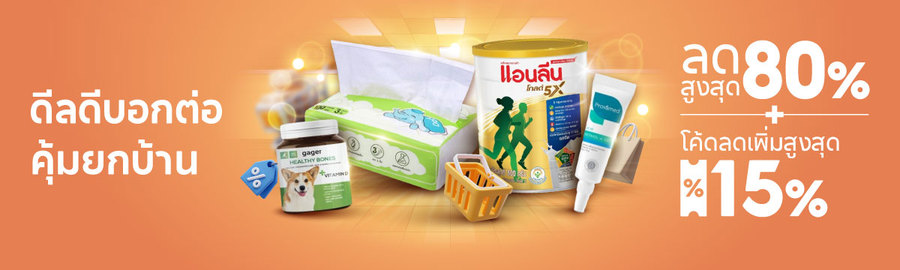 ดีลดีบอกต่อ
คุ้มยกบ้าน
%
gager
HEALTHY BONES
VITAMIN D
แอนลีน
โกลด์ 5X
Provamed
ลด
สูงสุด 80%
+
โค้ดลดเพิ่มสูงสุด
% 15%